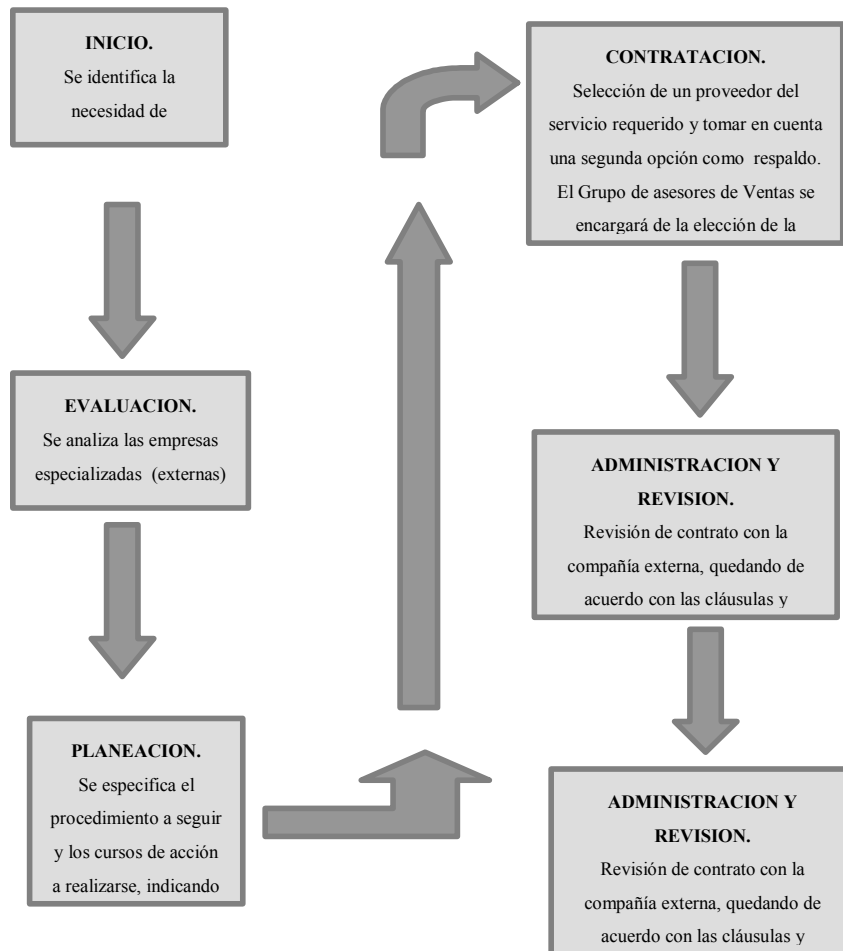 INICIO.
Se identifica la
necesidad de
EVALUACION.
Se analiza las empresas
especializadas (externas)
PLANEACION.
Se especifica el
procedimiento a seguir
y los cursos de acción
a realizarse, indicando
CONTRATACION.
Selección de un proveedor del
servicio requerido y tomar en cuenta
una segunda opción como respaldo.
El Grupo de asesores de Ventas se
encargará de la elección de la
ADMINISTRACION Y
REVISION.
Revisión de contrato con la
compañía externa, quedando de
acuerdo con las cláusulas y
ADMINISTRACION Y
REVISION.
Revisión de contrato con la
compañía externa, quedando de
acuerdo con las cláusulas y